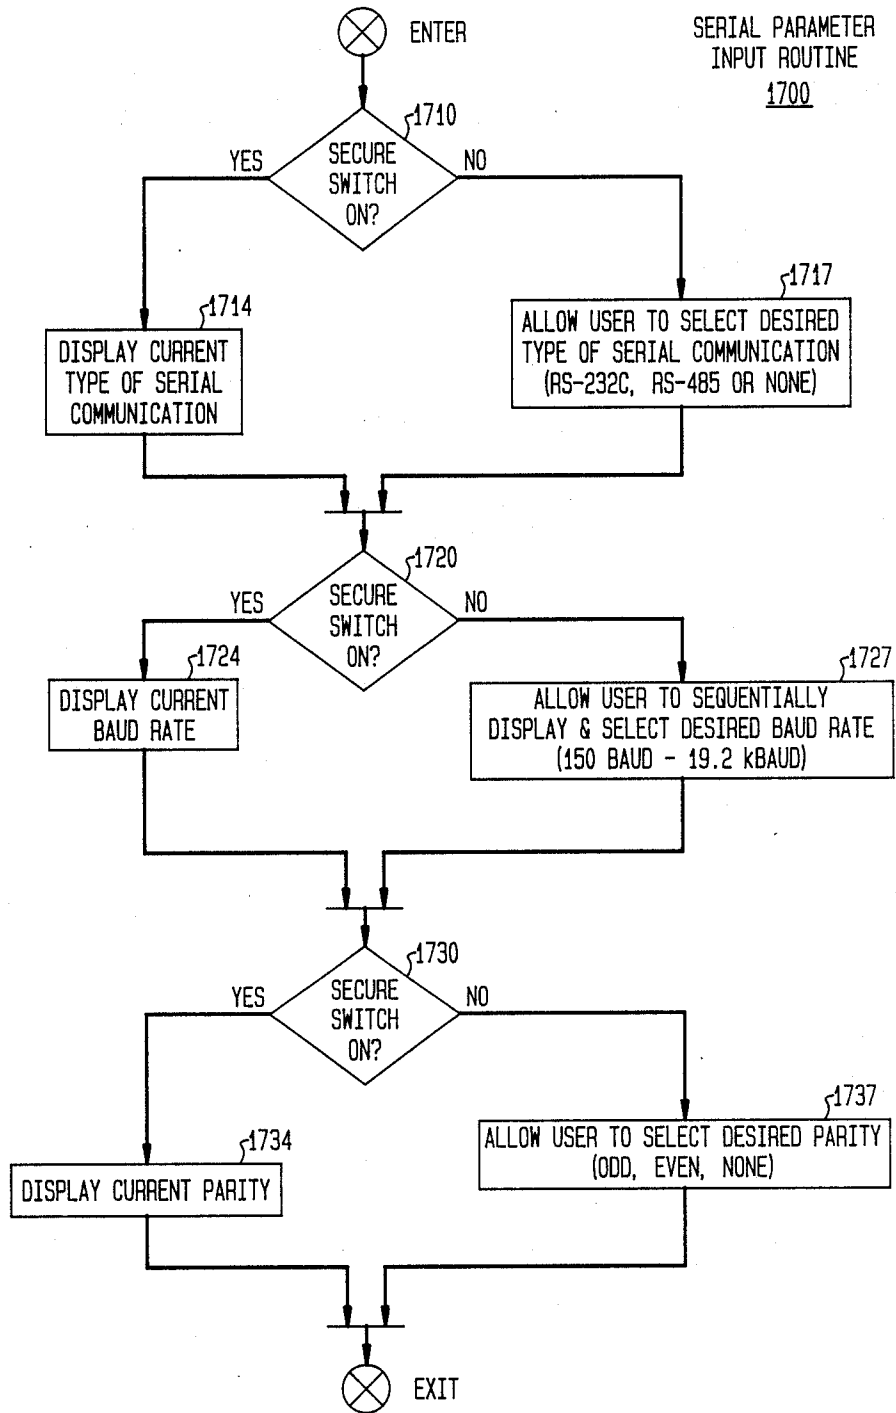 ENTER
SERIAL PARAMETER
INPUT ROUTINE
1700
1710
SECURE
SWITCH
ON?
YES
NO
1714
DISPLAY CURRENT
TYPE OF SERIAL
COMMUNICATION
1717
ALLOW USER TO SELECT DESIRED
TYPE OF SERIAL COMMUNICATION
(RS-232C, RS-485 OR NONE)
1720
SECURE
SWITCH
ON?
YES
NO
1724
DISPLAY CURRENT
BAUD RATE
1727
ALLOW USER TO SEQUENTIALLY
DISPLAY & SELECT DESIRED BAUD RATE
(150 BAUD - 19.2 kBAUD)
1730
SECURE
SWITCH
ON?
YES
NO
1734
DISPLAY CURRENT PARITY
1737
ALLOW USER TO SELECT DESIRED PARITY
(ODD, EVEN, NONE)
EXIT